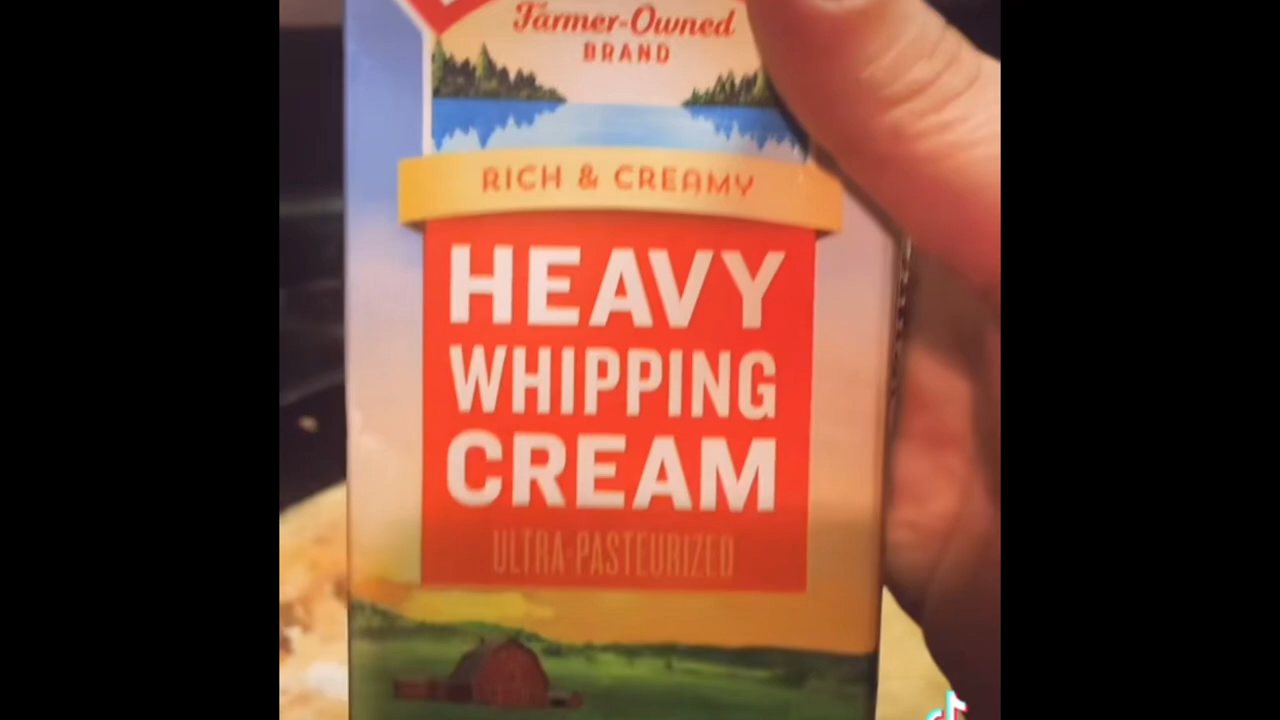 Farmer-Owned
BRAND
RICH & CREAMY
HEAVY
WHIPPING
CREAM
ULTRA-PASTEURIZED